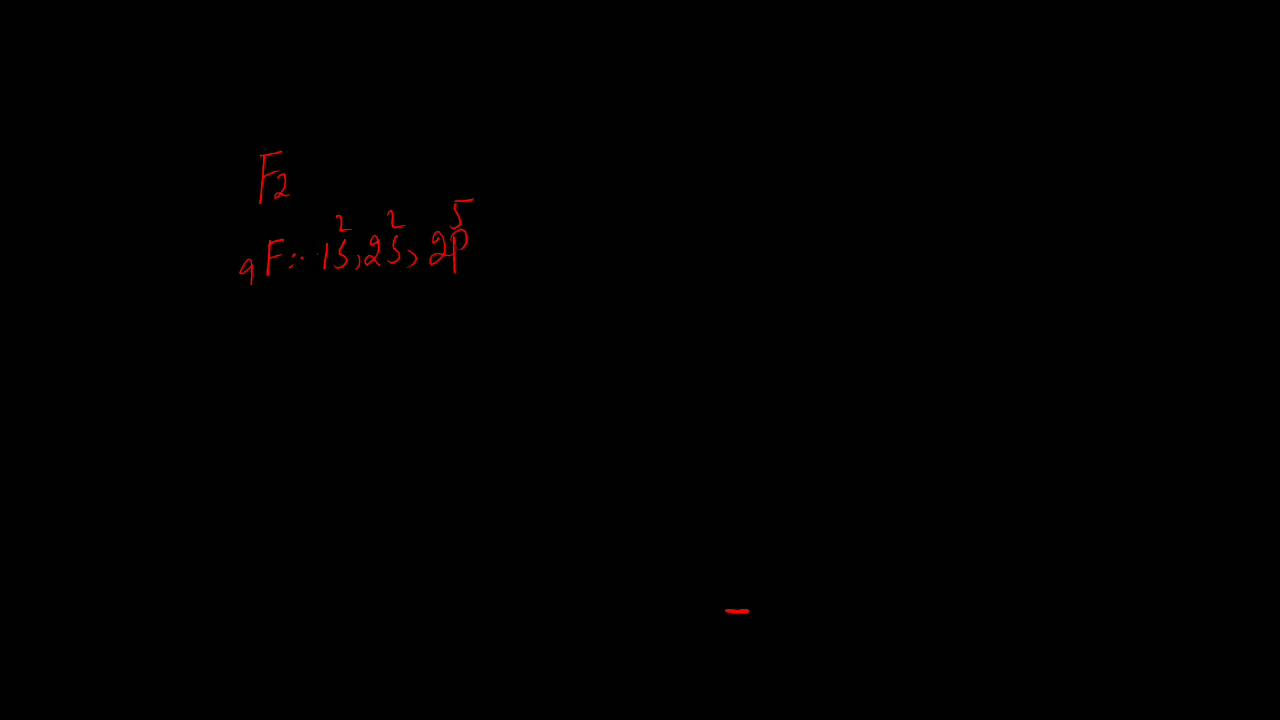 F₂
₉F:- 1s², 2s², 2p⁵